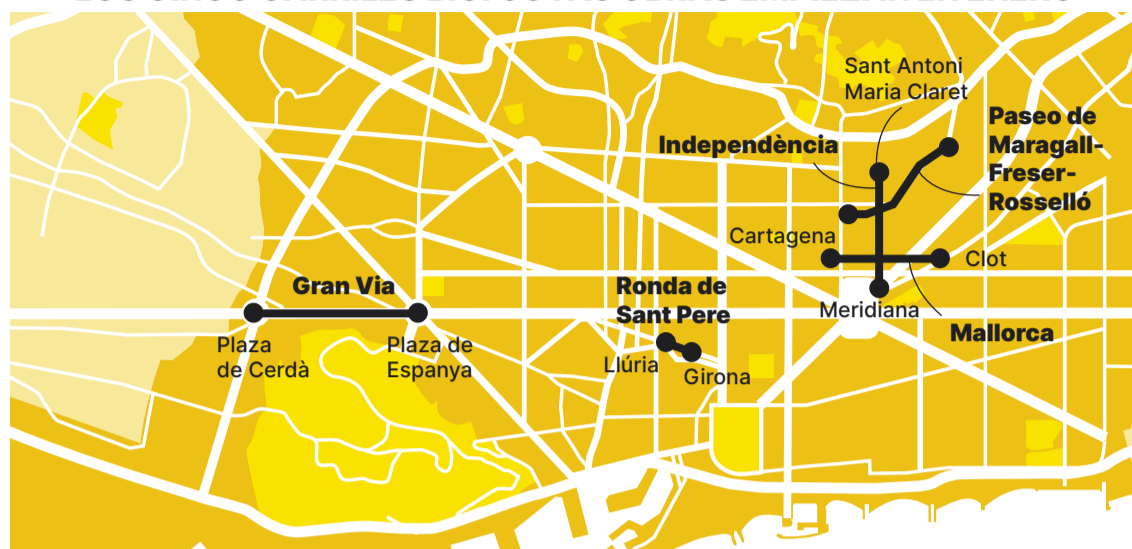 Sant Antoni
Maria Claret
Paseo de
Maragall-
Freser-
Rosselló
Independència
Cartagena
Clot
Gran Via
Ronda de
Sant Pere
Meridiana
Mallorca
Plaza
de Cerdà
Plaza de
Espanya
Llúria
Girona